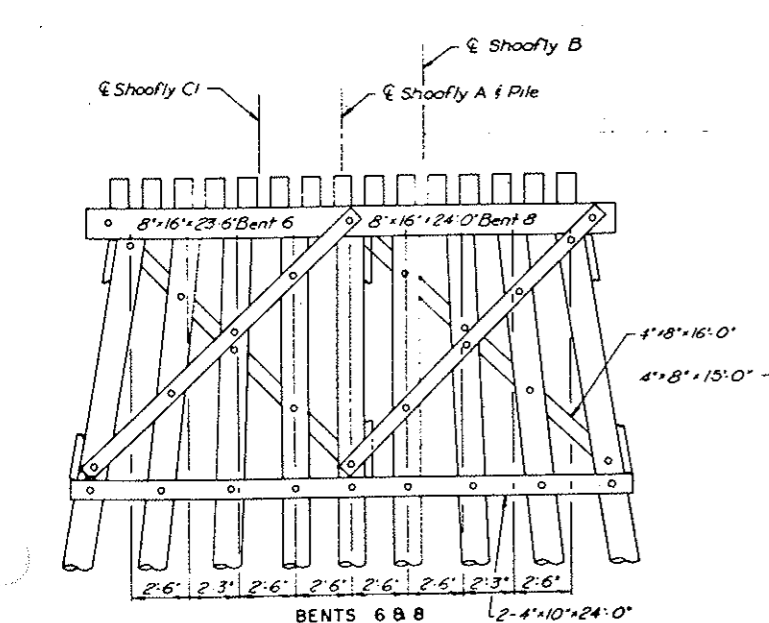 ℄ Shoofly B
℄ Shoofly C1
℄ Shoofly A & Pile
8"×16"×23'-6" Bent 6
8"×16"×24'-0" Bent 8
4"×8"×16'-0"
4"×8"×15'-0"
2'-6" 2'-3" 2'-6" 2'-6" 2'-6" 2'-6" 2'-3" 2'-6"
BENTS 6 & 8
2-4"×10"×24'-0"